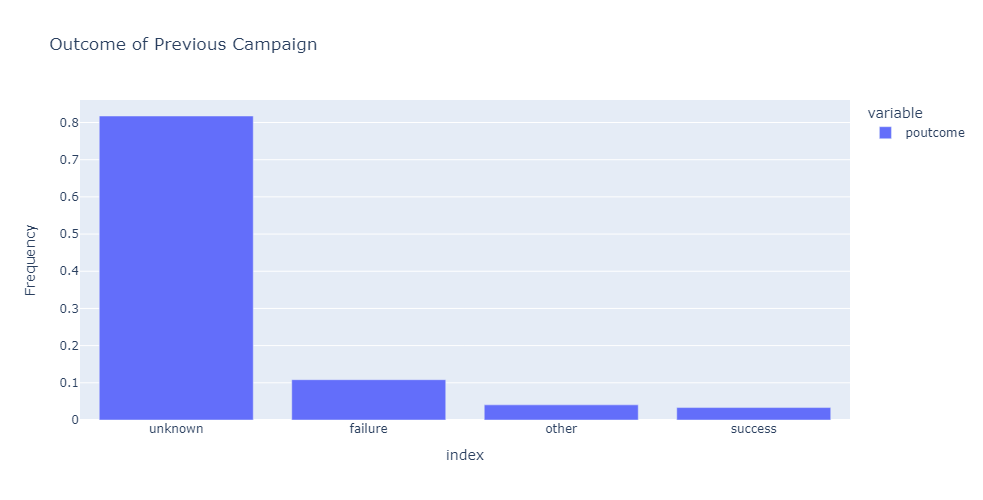 Outcome of Previous Campaign
variable
poutcome
Frequency
0.8
0.7
0.6
0.5
0.4
0.3
0.2
0.1
0
unknown failure other success
index